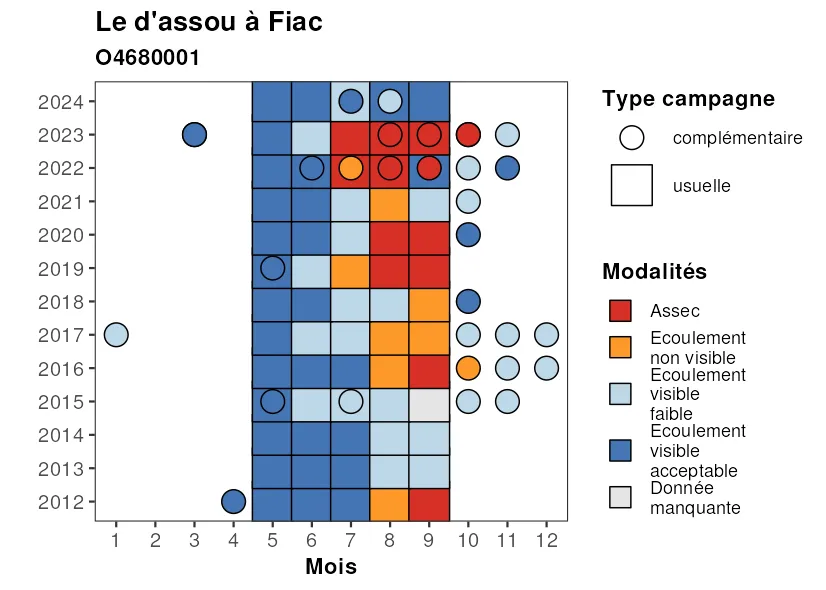 Le d'assou à Fiac
O4680001
2024
2023
2022
2021
2020
2019
2018
2017
2016
2015
2014
2013
2012
1 2 3 4 5 6 7 8 9 10 11 12
Mois
Type campagne
complémentaire
usuelle
Modalités
Assec
Ecoulement
non visible
Ecoulement
visible
faible
Ecoulement
visible
acceptable
Donnée
manquante